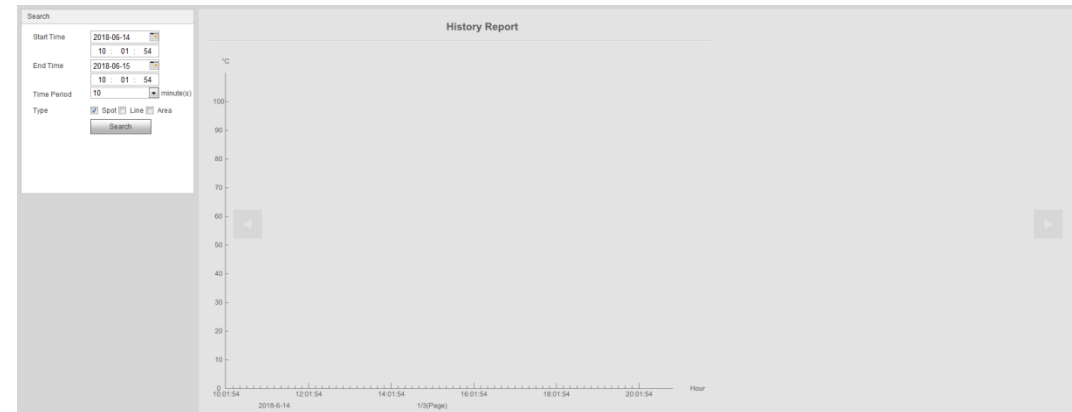 Search
Start Time 2018-06-14
10 : 01 : 54
End Time 2018-06-15
10 : 01 : 54
Time Period 10 minute(s)
Type Spot Line Area
Search
History Report
°C
100
90
80
70
60
50
40
30
20
10
0
10:01:54 12:01:54 14:01:54 16:01:54 18:01:54 20:01:54 Hour
2018-6-14 1/3(Page)